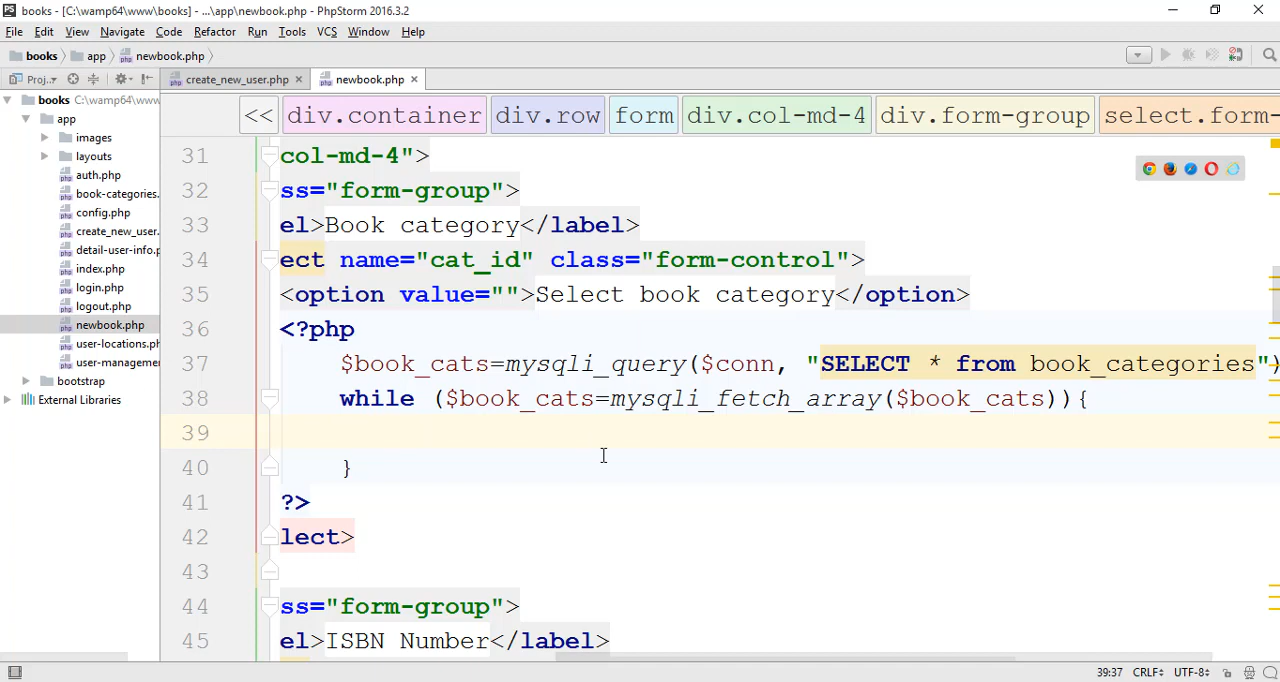 books - [C:\wamp64\www\books] - ...\app\newbook.php - PhpStorm 2016.3.2
File Edit View Navigate Code Refactor Run Tools VCS Window Help
books app newbook.php
Proj.. create_new_user.php newbook.php
books C:\wamp64\www
app
images
layouts
auth.php
book-categories.
config.php
create_new_user.
detail-user-info.p
index.php
login.php
logout.php
newbook.php
user-locations.ph
user-manageme
bootstrap
External Libraries
<< div.container div.row form div.col-md-4 div.form-group select.form-
31 col-md-4">
32 ss="form-group">
33 el>Book category</label>
34 ect name="cat_id" class="form-control">
35 <option value="">Select book category</option>
36 <?php
37 $book_cats=mysqli_query($conn, "SELECT * from book_categories")
38 while ($book_cats=mysqli_fetch_array($book_cats)){
39
40 }
41 ?>
42 lect>
43
44 ss="form-group">
45 el>ISBN Number</label>
39:37 CRLF UTF-8